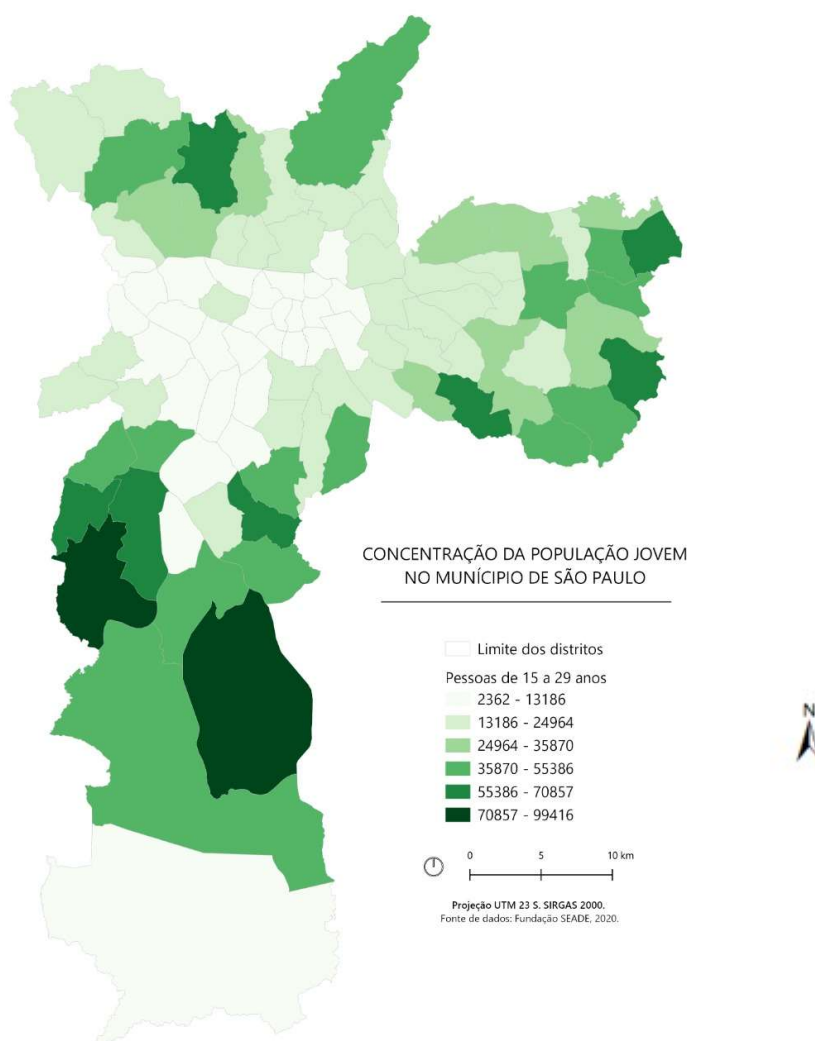 CONCENTRAÇÃO DA POPULAÇÃO JOVEM
NO MUNÍCIPIO DE SÃO PAULO
Limite dos distritos
Pessoas de 15 a 29 anos
2362 - 13186
13186 - 24964
24964 - 35870
35870 - 55386
55386 - 70857
70857 - 99416
0 5 10 km
Projeção UTM 23 S. SIRGAS 2000.
Fonte de dados: Fundação SEADE, 2020.
N